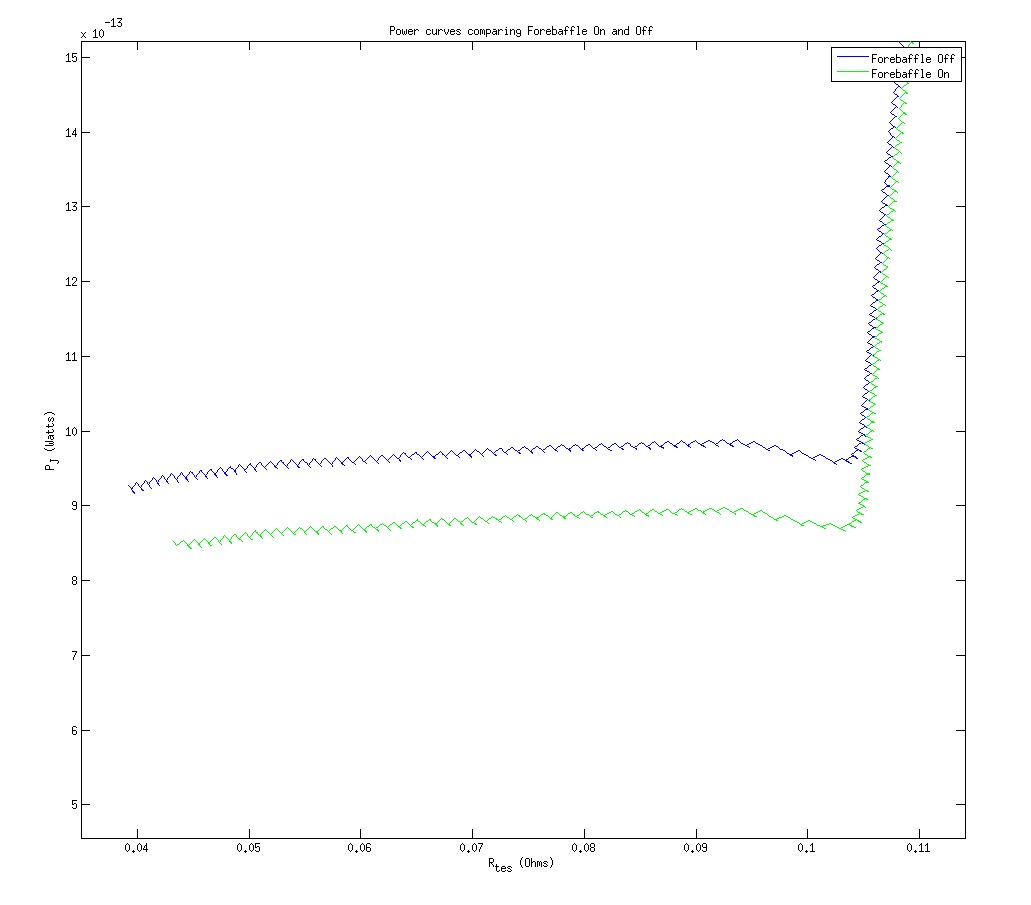 x 10^-13
Power curves comparing Forebaffle On and Off
Forebaffle Off
Forebaffle On
15
14
13
12
11
10
9
8
7
6
5
P_J (Watts)
0.04 0.05 0.06 0.07 0.08 0.09 0.1 0.11
R_tes (Ohms)